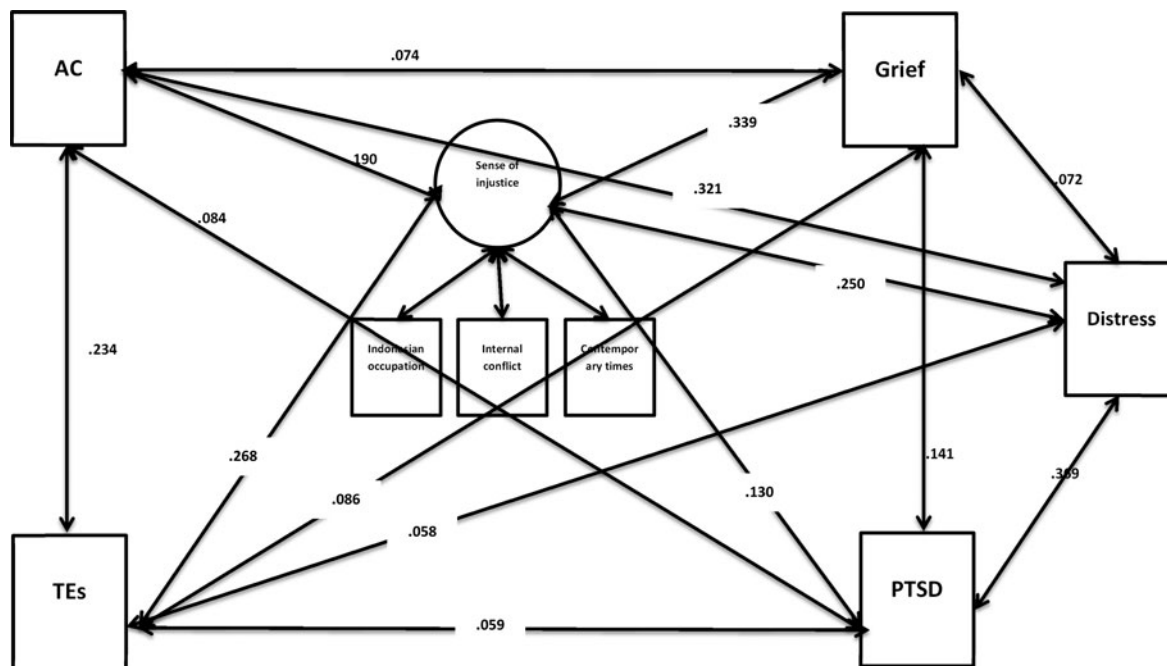 AC
.074
Grief
.339
190
Sense of
injustice
.321
.072
.084
.250
Distress
.234
Indonesian
occupation
Internal
conflict
Contempor
ary times
.268
.086
.058
.130
.141
TEs
.059
PTSD